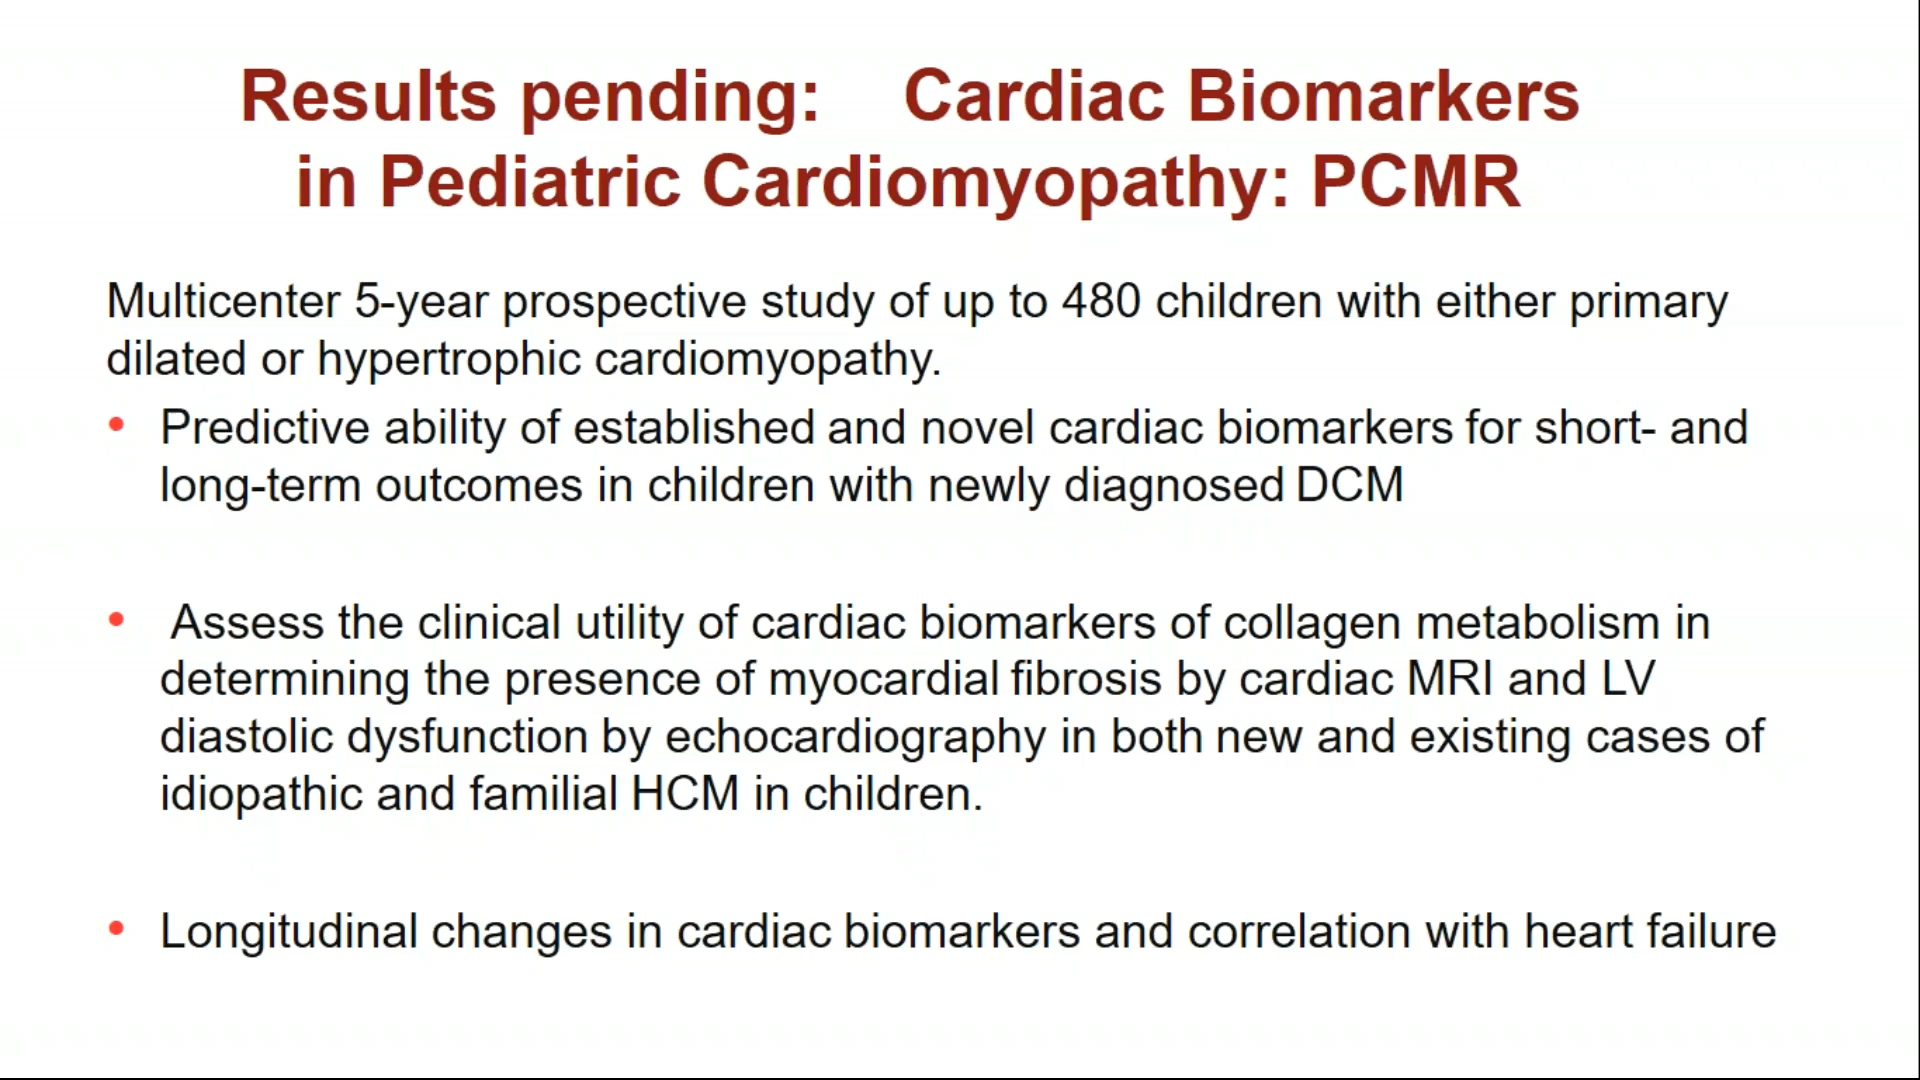 Results pending: Cardiac Biomarkers
in Pediatric Cardiomyopathy: PCMR
Multicenter 5-year prospective study of up to 480 children with either primary
dilated or hypertrophic cardiomyopathy.
• Predictive ability of established and novel cardiac biomarkers for short- and
long-term outcomes in children with newly diagnosed DCM
• Assess the clinical utility of cardiac biomarkers of collagen metabolism in
determining the presence of myocardial fibrosis by cardiac MRI and LV
diastolic dysfunction by echocardiography in both new and existing cases of
idiopathic and familial HCM in children.
• Longitudinal changes in cardiac biomarkers and correlation with heart failure